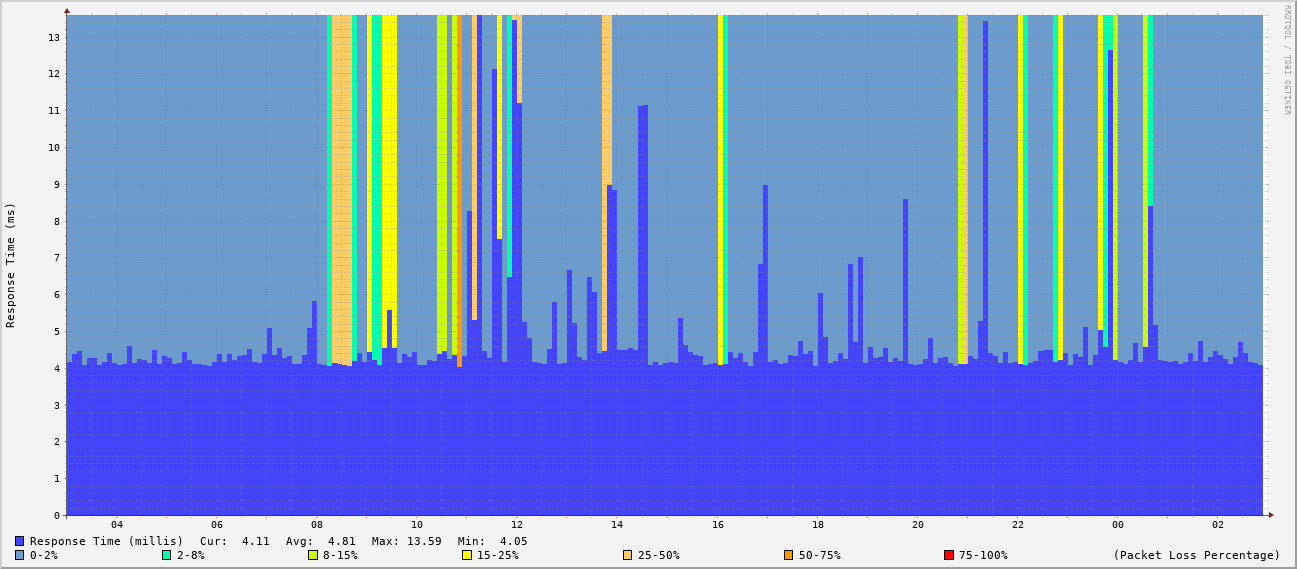 RRDTOOL / TOBI OETIKER
Response Time (ms)
13
12
11
10
9
8
7
6
5
4
3
2
1
0
04 06 08 10 12 14 16 18 20 22 00 02
Response Time (millis) Cur: 4.11 Avg: 4.81 Max: 13.59 Min: 4.05
0-2% 2-8% 8-15% 15-25% 25-50% 50-75% 75-100% (Packet Loss Percentage)